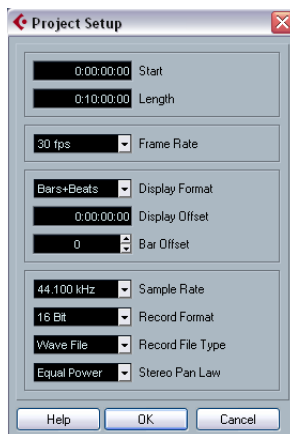 Project Setup
0:00:00:00 Start
0:10:00:00 Length
30 fps Frame Rate
Bars+Beats Display Format
0:00:00:00 Display Offset
0 Bar Offset
44.100 kHz Sample Rate
16 Bit Record Format
Wave File Record File Type
Equal Power Stereo Pan Law
Help OK Cancel